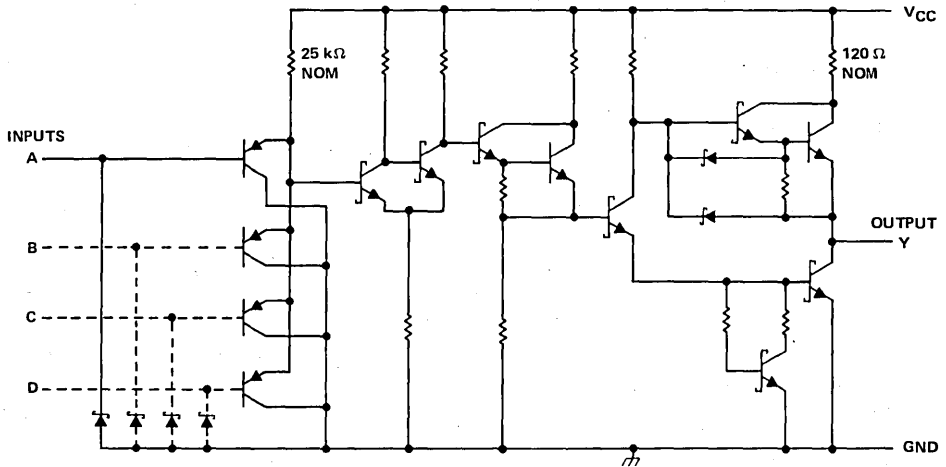 VCC
25 kΩ
NOM
120 Ω
NOM
INPUTS
A
B
OUTPUT
Y
C
D
GND